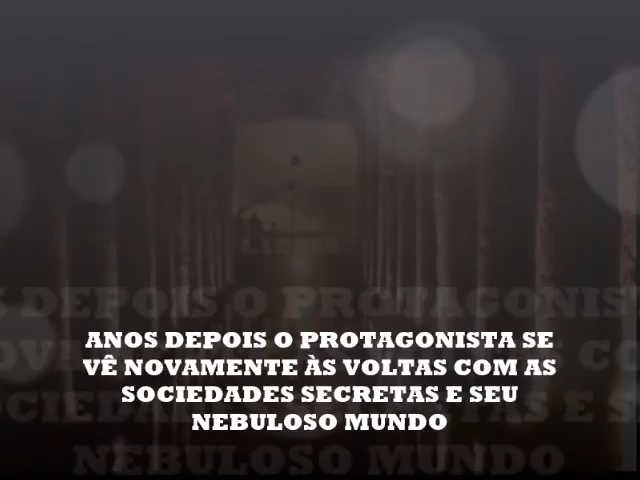 ANOS DEPOIS O PROTAGONISTA SE
VÊ NOVAMENTE ÀS VOLTAS COM AS
SOCIEDADES SECRETAS E SEU
NEBULOSO MUNDO